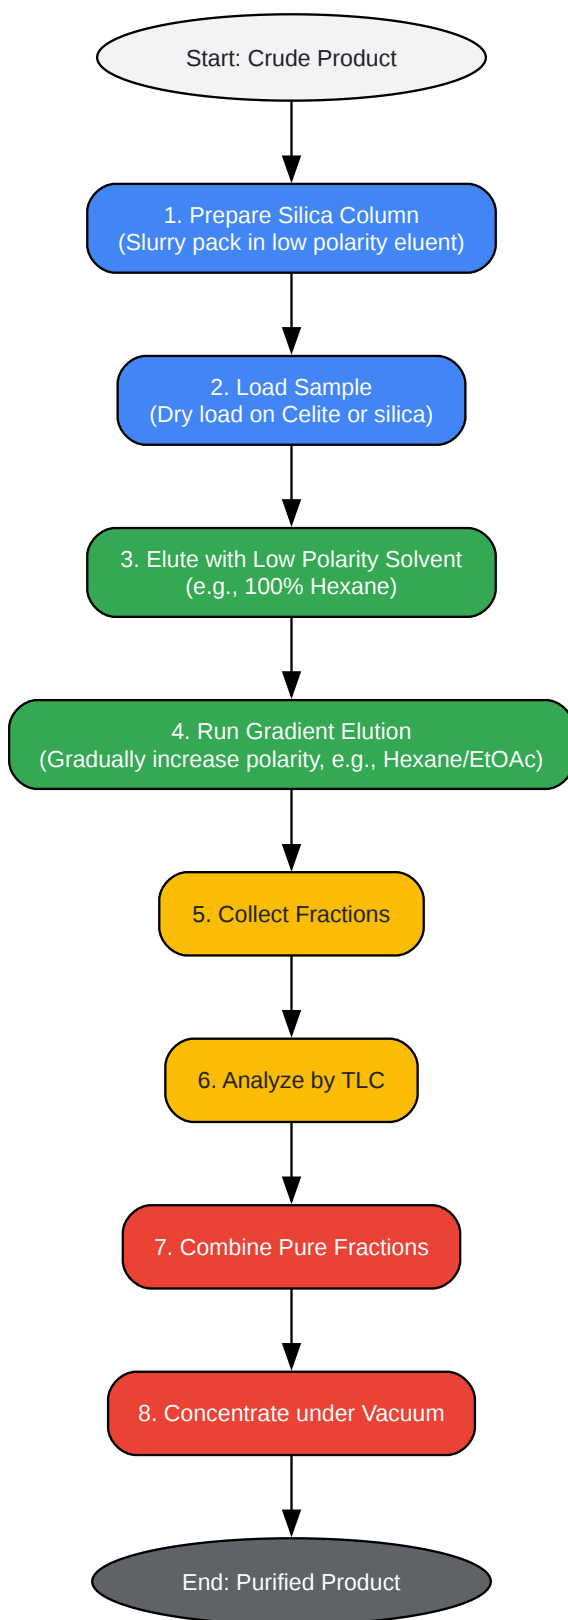 Start: Crude Product
1. Prepare Silica Column
(Slurry pack in low polarity eluent)
2. Load Sample
(Dry load on Celite or silica)
3. Elute with Low Polarity Solvent
(e.g., 100% Hexane)
4. Run Gradient Elution
(Gradually increase polarity, e.g., Hexane/EtOAc)
5. Collect Fractions
6. Analyze by TLC
7. Combine Pure Fractions
8. Concentrate under Vacuum
End: Purified Product